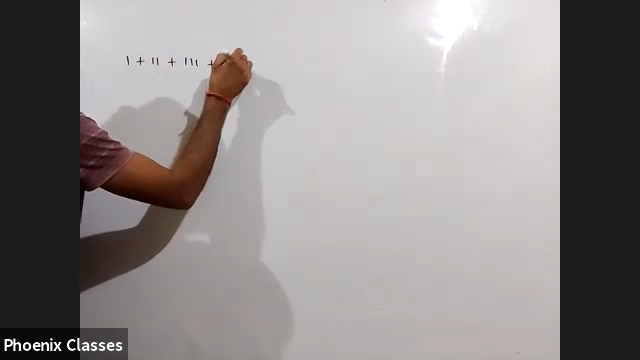 1 + 11 + 111 +
Phoenix Classes